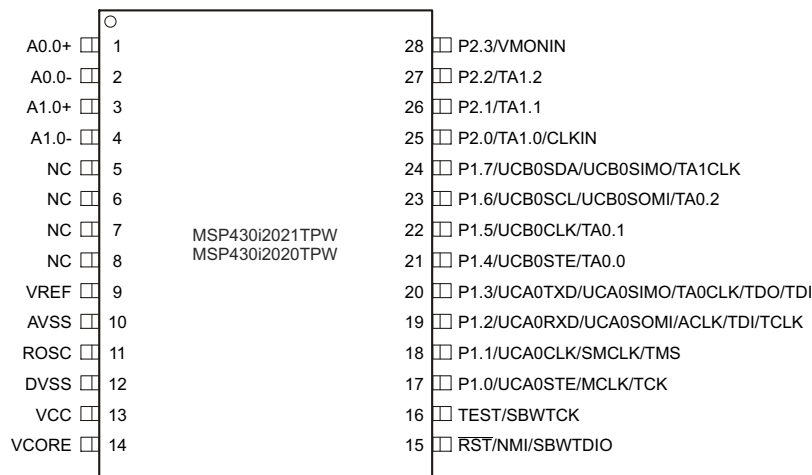 A0.0+ 1 28 P2.3/VMONIN
A0.0- 2 27 P2.2/TA1.2
A1.0+ 3 26 P2.1/TA1.1
A1.0- 4 25 P2.0/TA1.0/CLKIN
NC 5 24 P1.7/UCB0SDA/UCB0SIMO/TA1CLK
NC 6 23 P1.6/UCB0SCL/UCB0SOMI/TA0.2
NC 7 22 P1.5/UCB0CLK/TA0.1
MSP430i2021TPW
MSP430i2020TPW
NC 8 21 P1.4/UCB0STE/TA0.0
VREF 9 20 P1.3/UCA0TXD/UCA0SIMO/TA0CLK/TDO/TDI
AVSS 10 19 P1.2/UCA0RXD/UCA0SOMI/ACLK/TDI/TCLK
ROSC 11 18 P1.1/UCA0CLK/SMCLK/TMS
DVSS 12 17 P1.0/UCA0STE/MCLK/TCK
VCC 13 16 TEST/SBWTCK
VCORE 14 15 RST/NMI/SBWTDIO